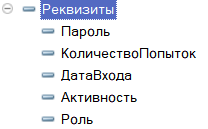 Реквизиты
Пароль
КоличествоПопыток
ДатаВхода
Активность
Роль